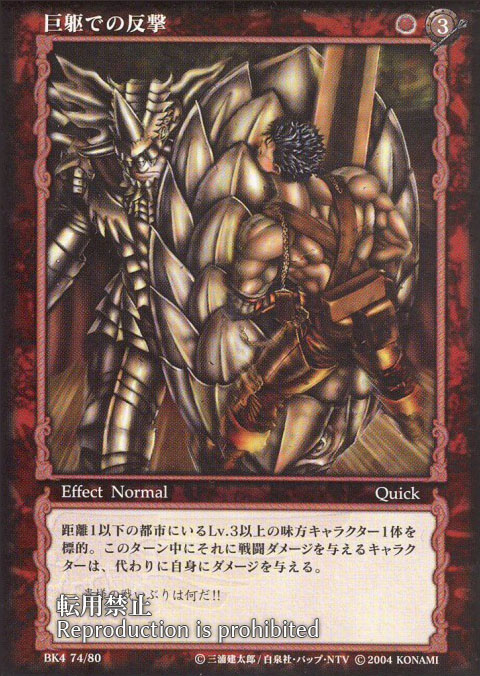 巨躯での反撃
3
Effect Normal Quick
距離1以下の都市にいるLv.3以上の味方キャラクター1体を
標的。このターン中にそれに戦闘ダメージを与えるキャラク
ターは、代わりに自身にダメージを与える。
戦いぶりは何だ!!
転用禁止
Reproduction is prohibited
BK4 74/80 ©三浦建太郎/白泉社・バップ・NTV ©2004 KONAMI